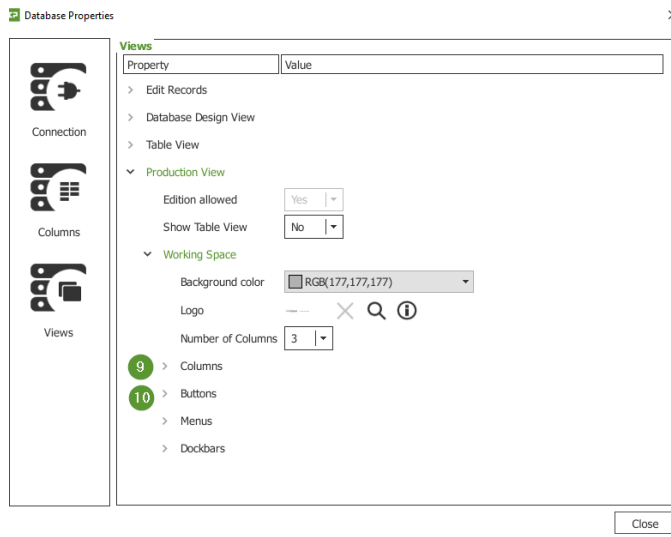 Database Properties
Connection
Columns
Views
Views
Property Value
Edit Records
Database Design View
Table View
Production View
Edition allowed Yes
Show Table View No
Working Space
Background color RGB(177,177,177)
Logo
Number of Columns 3
9 Columns
10 Buttons
Menus
Dockbars
Close